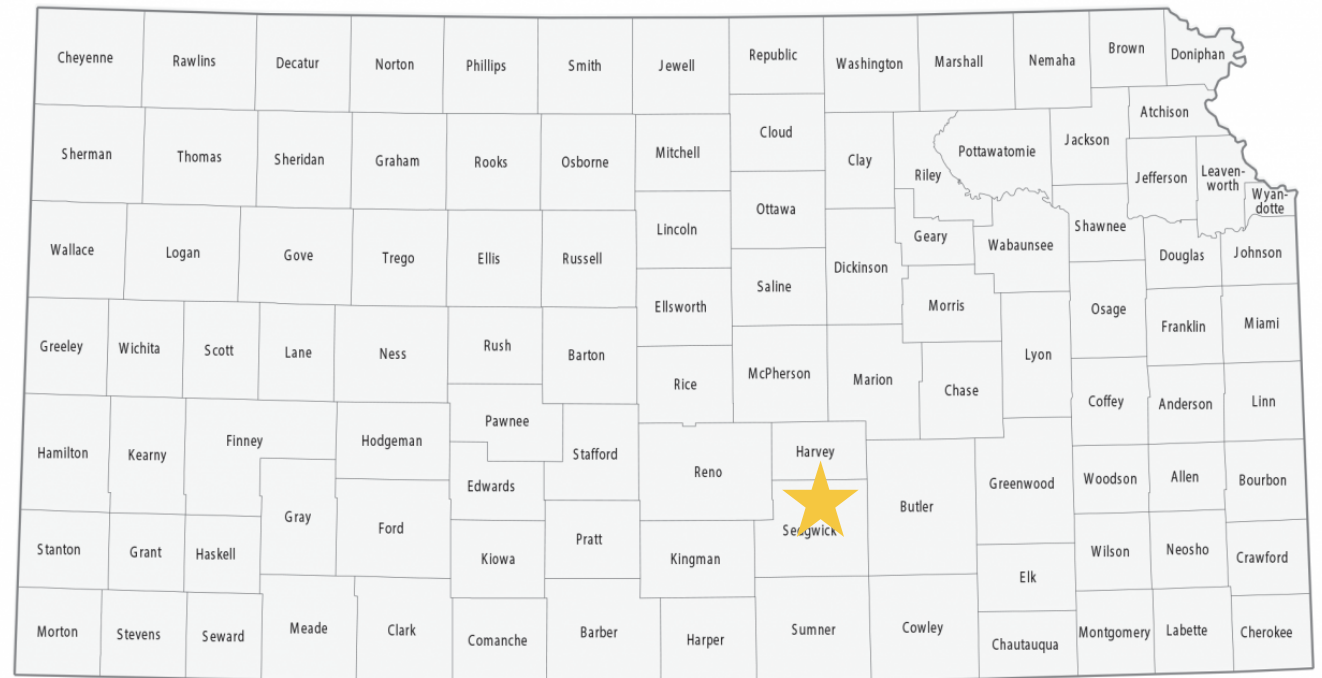 Cheyenne
Rawlins
Decatur
Norton
Phillips
Smith
Jewell
Republic
Washington
Marshall
Nemaha
Brown
Doniphan
Sherman
Thomas
Sheridan
Graham
Rooks
Osborne
Mitchell
Cloud
Clay
Riley
Pottawatomie
Jackson
Atchison
Jefferson
Leaven-
worth
Wyan-
dotte
Wallace
Logan
Gove
Trego
Ellis
Russell
Lincoln
Ottawa
Saline
Dickinson
Geary
Wabaunsee
Shawnee
Douglas
Johnson
Ellsworth
Morris
Osage
Franklin
Miami
Greeley
Wichita
Scott
Lane
Ness
Rush
Barton
Rice
McPherson
Marion
Chase
Lyon
Coffey
Anderson
Linn
Hamilton
Kearny
Finney
Hodgeman
Pawnee
Edwards
Stafford
Reno
Harvey
Sedgwick
Butler
Greenwood
Woodson
Allen
Bourbon
Gray
Ford
Stanton
Grant
Haskell
Kiowa
Pratt
Kingman
Elk
Wilson
Neosho
Crawford
Morton
Stevens
Seward
Meade
Clark
Comanche
Barber
Harper
Sumner
Cowley
Chautauqua
Montgomery
Labette
Cherokee